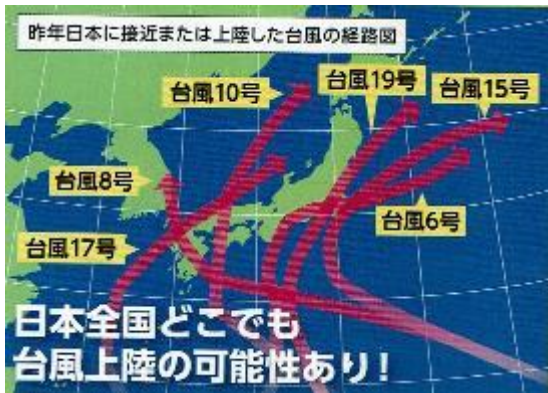 昨年日本に接近または上陸した台風の経路図
台風10号
台風19号
台風15号
台風8号
台風17号
台風6号
日本全国どこでも
台風上陸の可能性あり！